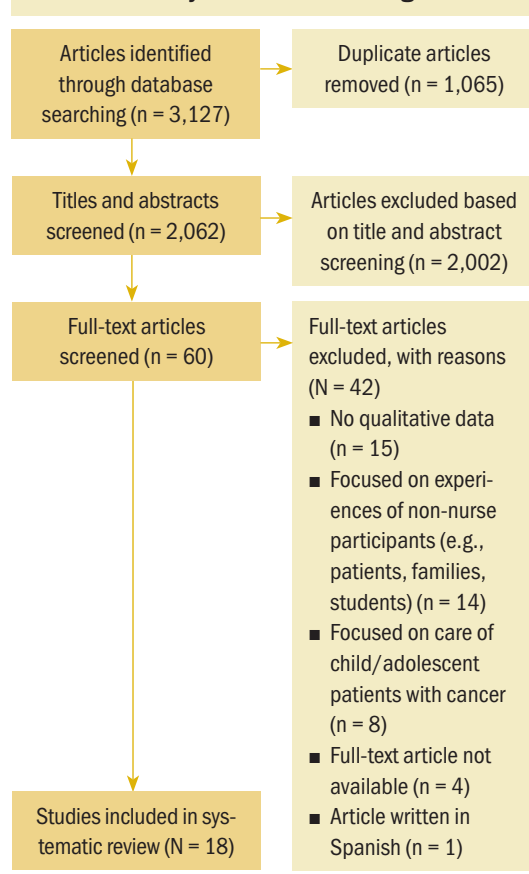 Articles identified
through database
searching (n = 3,127)
Duplicate articles
removed (n = 1,065)
Titles and abstracts
screened (n = 2,062)
Articles excluded based
on title and abstract
screening (n = 2,002)
Full-text articles
screened (n = 60)
Full-text articles
excluded, with reasons
(N = 42)
■ No qualitative data
(n = 15)
■ Focused on experi-
ences of non-nurse
participants (e.g.,
patients, families,
students) (n = 14)
■ Focused on care of
child/adolescent
patients with cancer
(n = 8)
■ Full-text article not
available (n = 4)
■ Article written in
Spanish (n = 1)
Studies included in sys-
tematic review (N = 18)